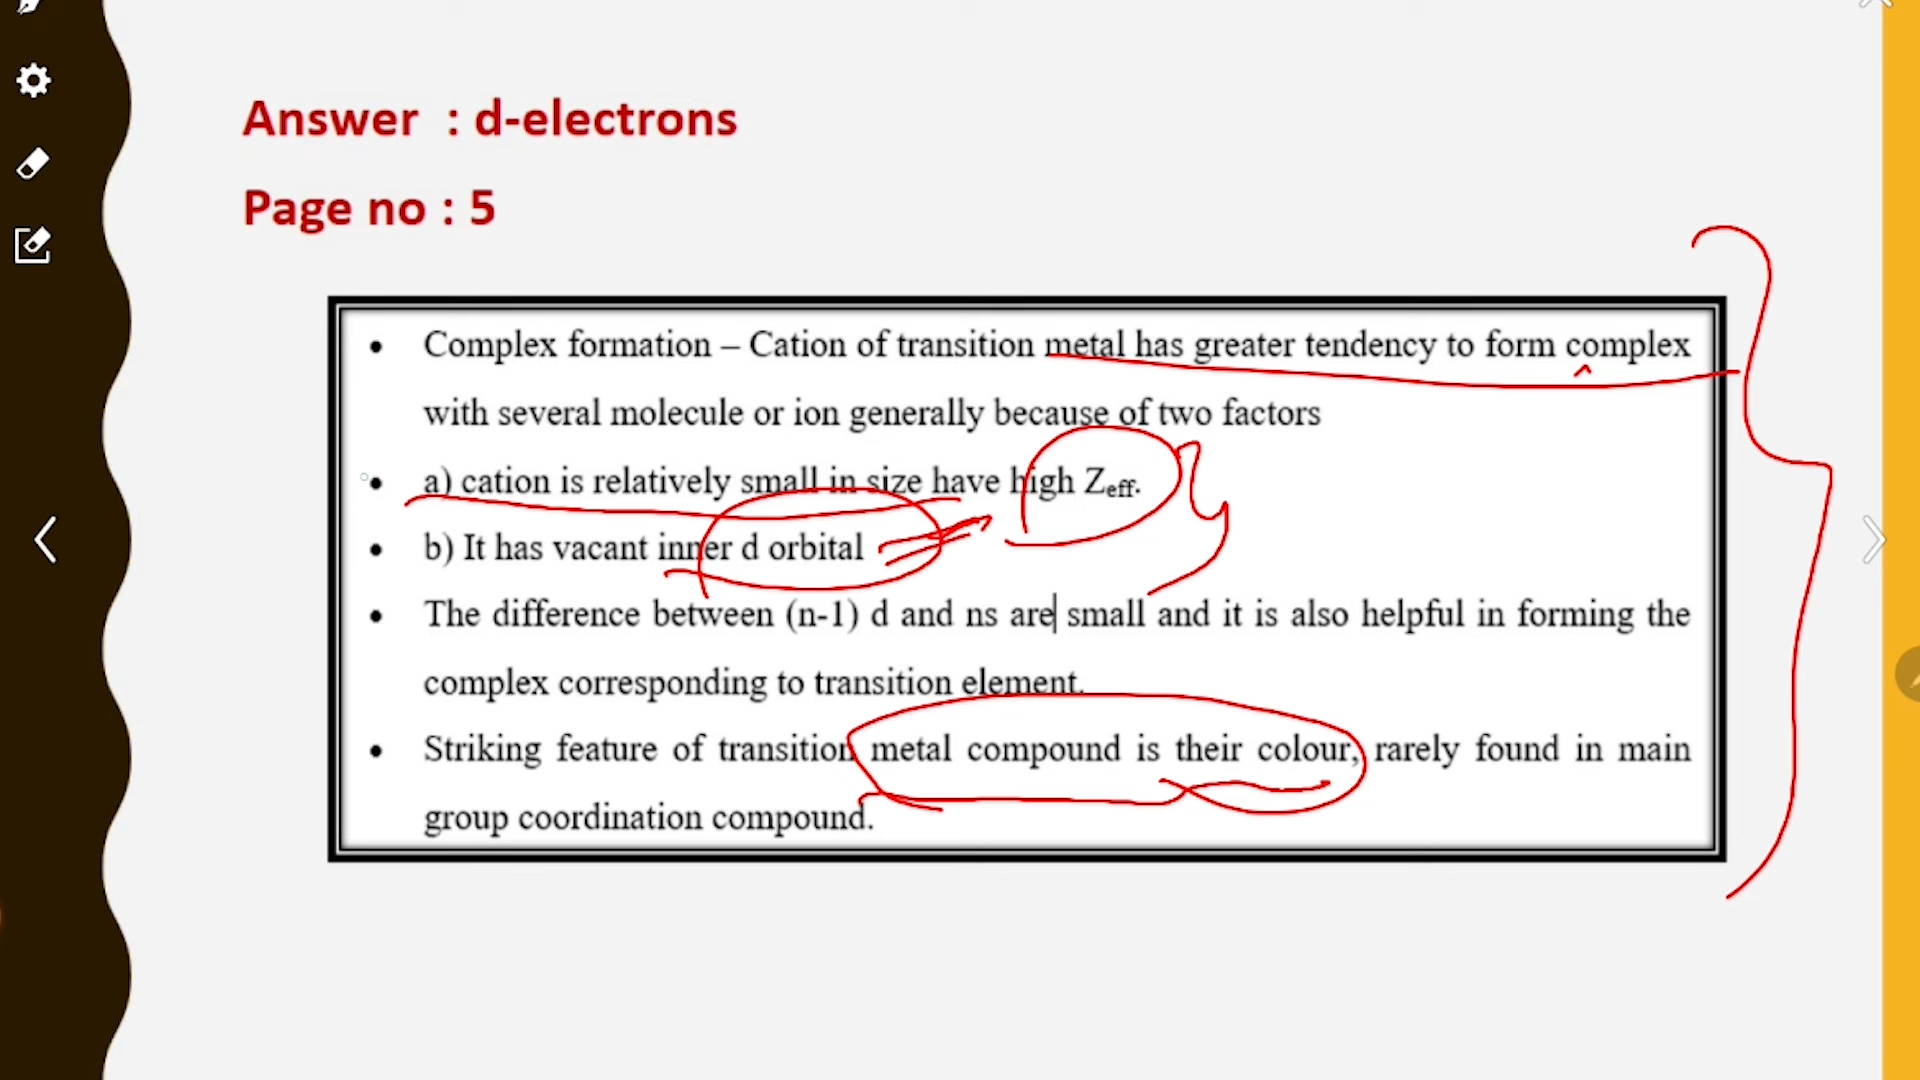 Answer : d-electrons
Page no : 5
• Complex formation – Cation of transition metal has greater tendency to form complex
with several molecule or ion generally because of two factors
• a) cation is relatively small in size have high Zeff.
• b) It has vacant inner d orbital
• The difference between (n-1) d and ns are small and it is also helpful in forming the
complex corresponding to transition element.
• Striking feature of transition metal compound is their colour, rarely found in main
group coordination compound.